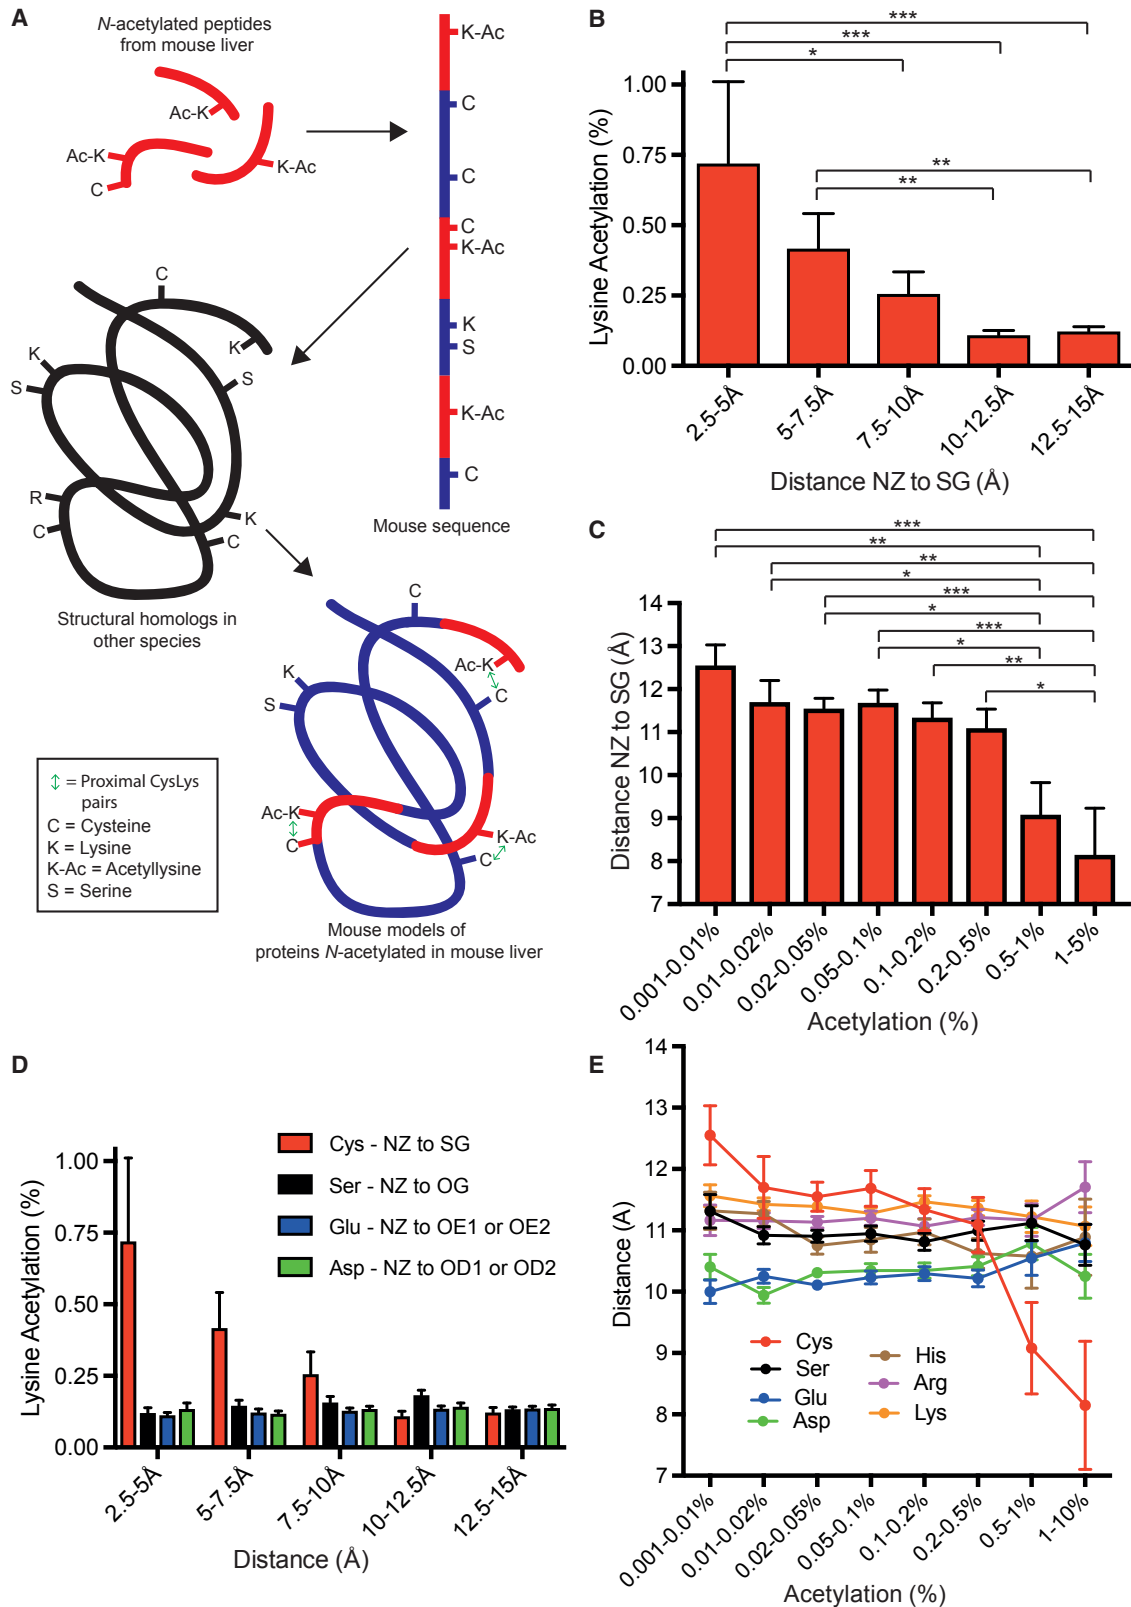 A
N-acetylated peptides
from mouse liver
Ac-K
Ac-K
C
K-Ac
K-Ac
C
C
C
K-Ac
K
S
K-Ac
C
Mouse sequence
C
K
K
S
S
R
C
K
C
Structural homologs in
other species
C
Ac-K
C
K
S
Ac-K
C
K-Ac
C
Mouse models of
proteins N-acetylated in mouse liver
= Proximal CysLys
pairs
C = Cysteine
K = Lysine
K-Ac = Acetyllysine
S = Serine
B
***
***
*
**
**
Lysine Acetylation (%)
1.00
0.75
0.50
0.25
0.00
2.5-5Å
5-7.5Å
7.5-10Å
10-12.5Å
12.5-15Å
Distance NZ to SG (Å)
C
***
**
**
*
***
*
***
*
**
*
Distance NZ to SG (Å)
14
13
12
11
10
9
8
7
0.001-0.01%
0.01-0.02%
0.02-0.05%
0.05-0.1%
0.1-0.2%
0.2-0.5%
0.5-1%
1-5%
Acetylation (%)
D
Cys - NZ to SG
Ser - NZ to OG
Glu - NZ to OE1 or OE2
Asp - NZ to OD1 or OD2
Lysine Acetylation (%)
1.00
0.75
0.50
0.25
0.00
2.5-5Å
5-7.5Å
7.5-10Å
10-12.5Å
12.5-15Å
Distance (Å)
E
Distance (A)
14
13
12
11
10
9
8
7
Cys
Ser
Glu
Asp
His
Arg
Lys
0.001-0.01%
0.01-0.02%
0.02-0.05%
0.05-0.1%
0.1-0.2%
0.2-0.5%
0.5-1%
1-10%
Acetylation (%)